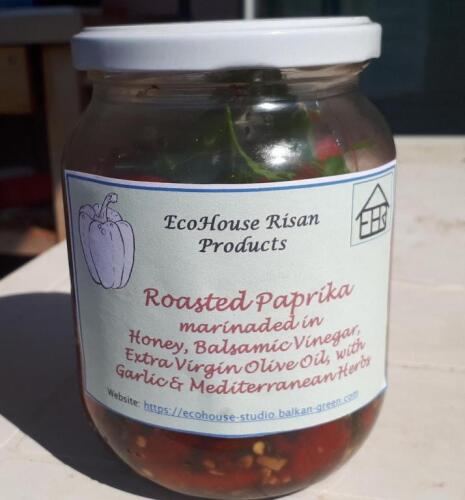 EcoHouse Risan
Products
EHR
Roasted Paprika
marinaded in
Honey, Balsamic Vinegar,
Extra Virgin Olive Oil, with
Garlic & Mediterranean Herbs
Website: https://ecohouse-studio.balkan-green.com